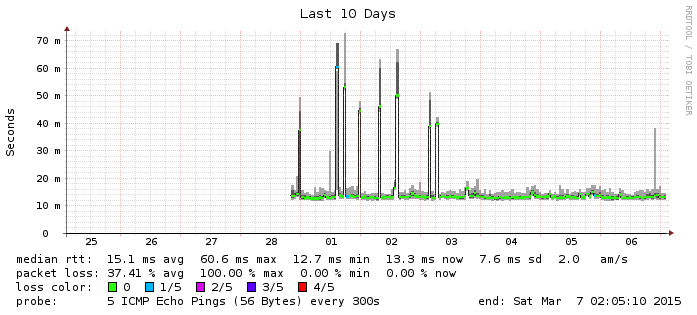 Last 10 Days
RRDTOOL / TOBI OETIKER
Seconds
70 m
60 m
50 m
40 m
30 m
20 m
10 m
0
25 26 27 28 01 02 03 04 05 06
median rtt: 15.1 ms avg 60.6 ms max 12.7 ms min 13.3 ms now 7.6 ms sd 2.0 am/s
packet loss: 37.41 % avg 100.00 % max 0.00 % min 0.00 % now
loss color: 0 1/5 2/5 3/5 4/5
probe: 5 ICMP Echo Pings (56 Bytes) every 300s end: Sat Mar 7 02:05:10 2015